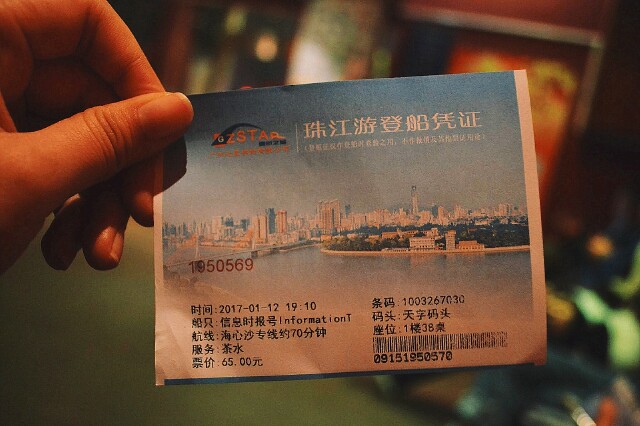 GZSTAR
珠江游登船凭证
1950569
时间:2017-01-12 19:10
船只:信息时报号InformationT
航线:海心沙专线约70分钟
服务:茶水
票价:65.00元
条码:1003267030
码头:天字码头
座位:1楼38桌
09151950570